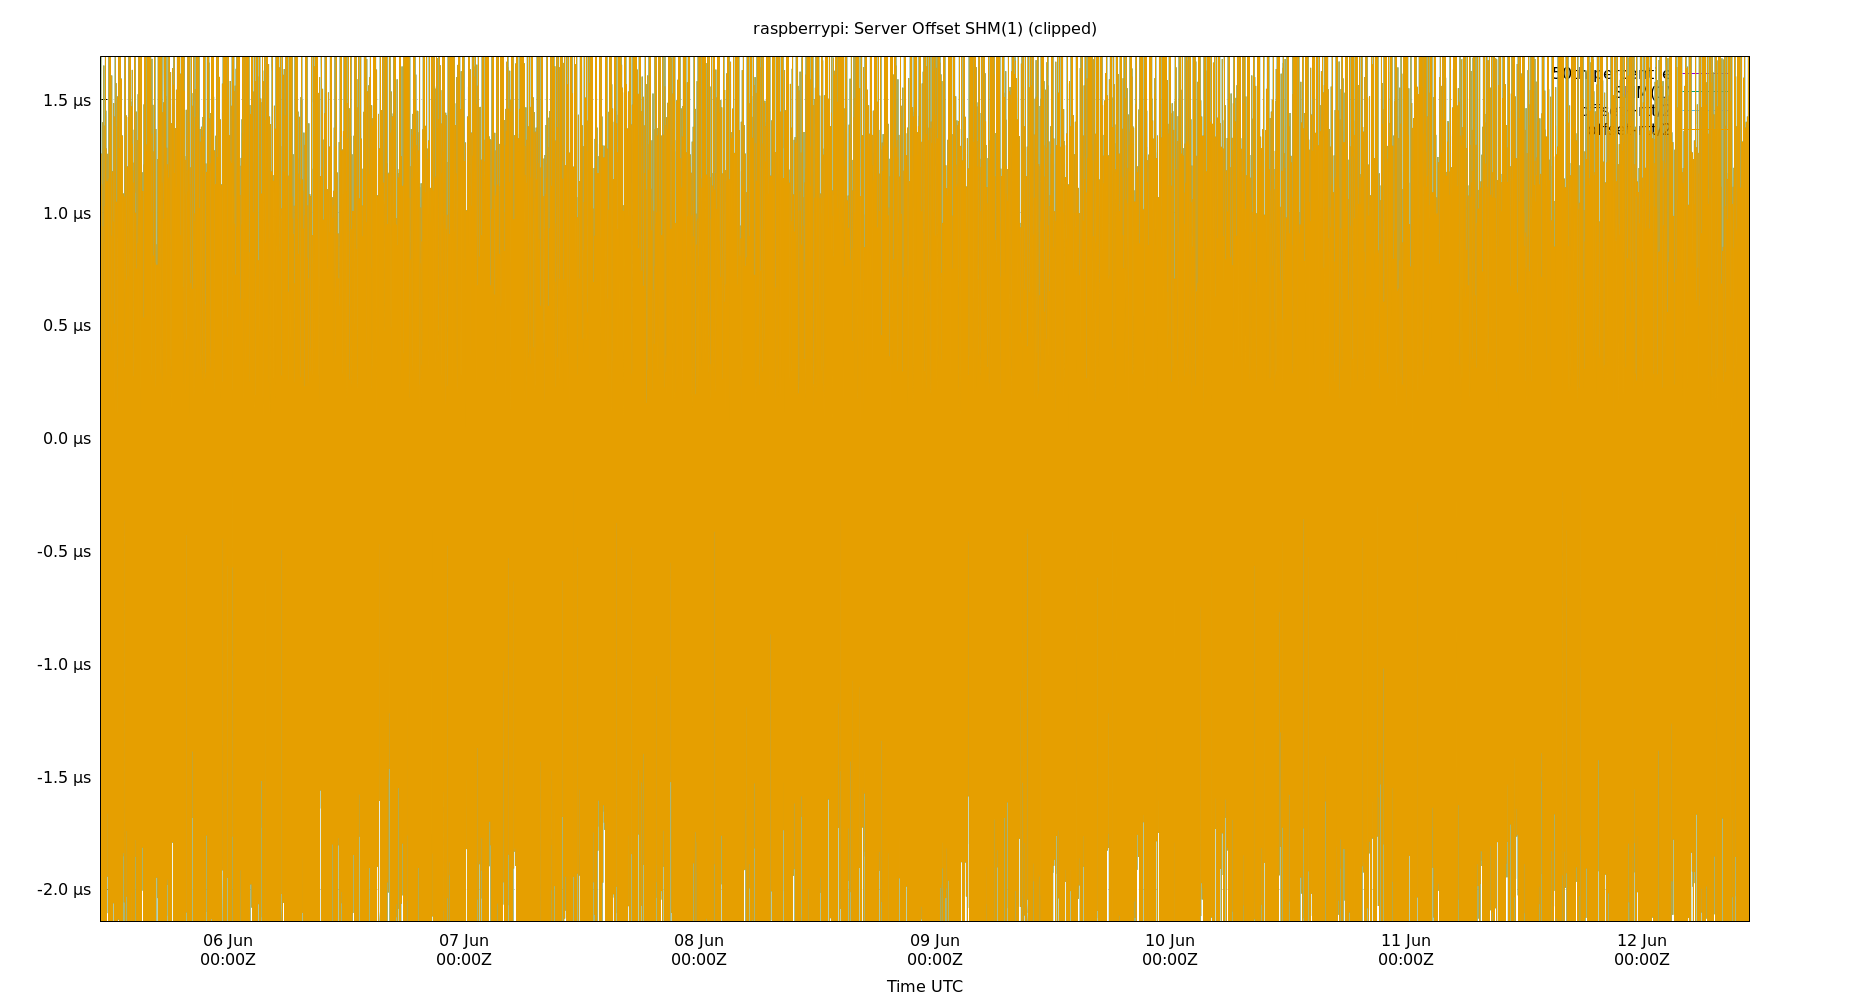 raspberrypi: Server Offset SHM(1) (clipped)
1.5 µs
1.0 µs
0.5 µs
0.0 µs
-0.5 µs
-1.0 µs
-1.5 µs
-2.0 µs
06 Jun 07 Jun 08 Jun 09 Jun 10 Jun 11 Jun 12 Jun
00:00Z 00:00Z 00:00Z 00:00Z 00:00Z 00:00Z 00:00Z
Time UTC